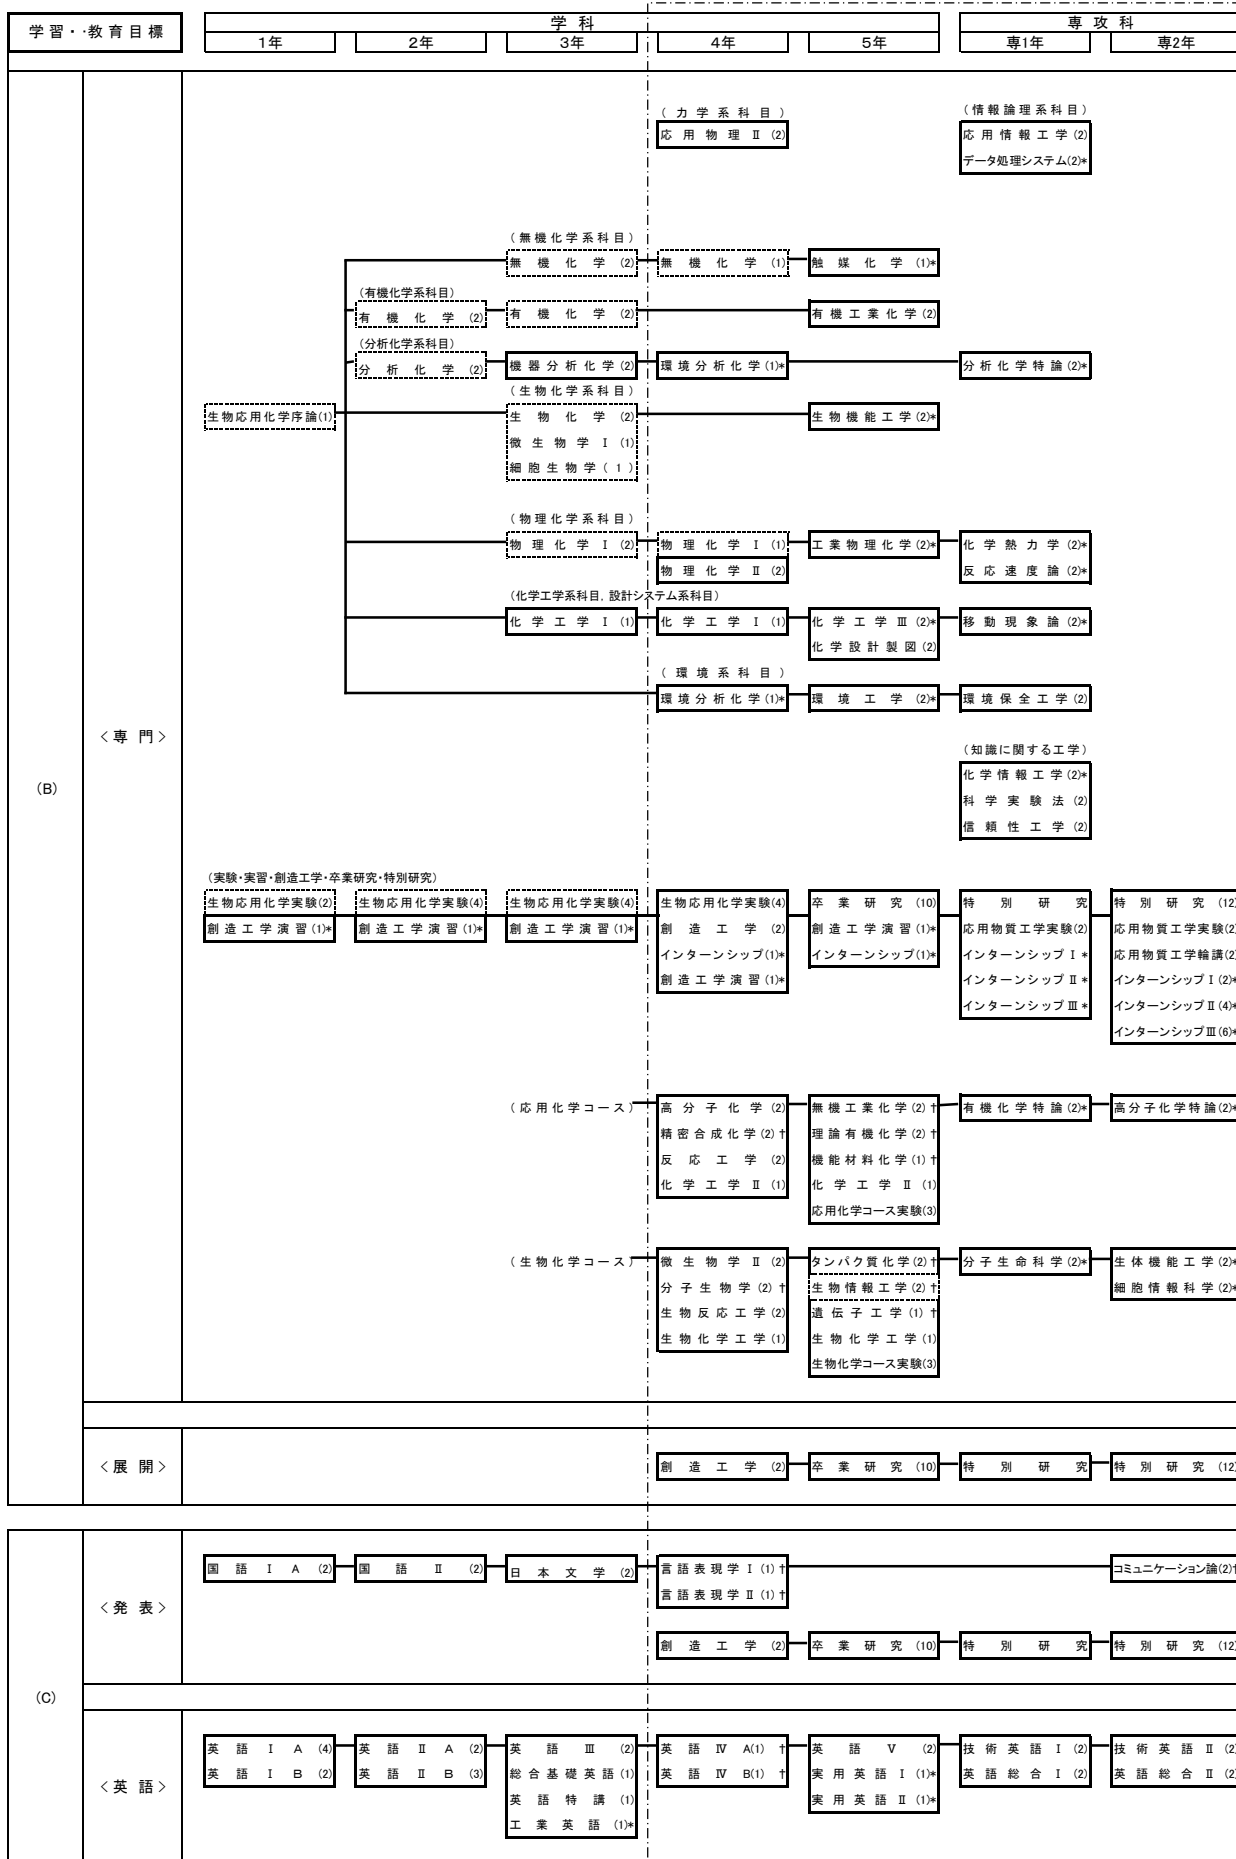 学習・・教育目標
学科
専攻科
1年 2年 3年 4年 5年 専1年 専2年
(力学系科目) (情報論理系科目)
応用物理Ⅱ(2) 応用情報工学(2)
データ処理システム(2)*
(無機化学系科目)
無機化学(2) 無機化学(1) 触媒化学(1)*
(有機化学系科目)
有機化学(2) 有機化学(2) 有機工業化学(2)
(分析化学系科目)
分析化学(2) 機器分析化学(2) 環境分析化学(1)* 分析化学特論(2)*
(生物化学系科目)
生物応用化学序論(1) 生物化学(2) 生物機能工学(2)*
微生物学Ⅰ(1)
細胞生物学(1)
(物理化学系科目)
物理化学Ⅰ(2) 物理化学Ⅰ(1) 工業物理化学(2)* 化学熱力学(2)*
物理化学Ⅱ(2) 反応速度論(2)*
(化学工学系科目, 設計システム系科目)
化学工学Ⅰ(1) 化学工学Ⅰ(1) 化学工学Ⅲ(2)* 移動現象論(2)*
化学設計製図(2)
(環境系科目)
環境分析化学(1)* 環境工学(2)* 環境保全工学(2)
<専門>
(知識に関する工学)
化学情報工学(2)*
(B)
科学実験法(2)
信頼性工学(2)
(実験・実習・創造工学・卒業研究・特別研究)
生物応用化学実験(2) 生物応用化学実験(4) 生物応用化学実験(4) 生物応用化学実験(4) 卒業研究(10) 特別研究 特別研究(12)
創造工学演習(1)* 創造工学演習(1)* 創造工学演習(1)* 創造工学(2) 創造工学演習(1)* 応用物質工学実験(2) 応用物質工学実験(2)
インターンシップ(1)* インターンシップ(1)* インターンシップⅠ* 応用物質工学輪講(2)
創造工学演習(1)* インターンシップⅡ* インターンシップⅠ(2)*
インターンシップⅢ* インターンシップⅡ(4)*
インターンシップⅢ(6)*
(応用化学コース) 高分子化学(2) 無機工業化学(2)† 有機化学特論(2)* 高分子化学特論(2)*
精密合成化学(2)† 理論有機化学(2)†
反応工学(2) 機能材料化学(1)†
化学工学Ⅱ(1) 化学工学Ⅱ(1)
応用化学コース実験(3)
(生物化学コース) 微生物学Ⅱ(2) タンパク質化学(2)† 分子生命科学(2)* 生体機能工学(2)*
分子生物学(2)† 生物情報工学(2)† 細胞情報科学(2)*
生物反応工学(2) 遺伝子工学(1)†
生物化学工学(1) 生物化学工学(1)
生物化学コース実験(3)
<展開> 創造工学(2) 卒業研究(10) 特別研究 特別研究(12)
国語ⅠA(2) 国語Ⅱ(2) 日本文学(2) 言語表現学Ⅰ(1)† コミュニケーション論(2)†
言語表現学Ⅱ(1)†
<発表>
創造工学(2) 卒業研究(10) 特別研究 特別研究(12)
(C)
英語ⅠA(4) 英語ⅡA(2) 英語Ⅲ(2) 英語ⅣA(1)† 英語Ⅴ(2) 技術英語Ⅰ(2) 技術英語Ⅱ(2)
英語ⅠB(2) 英語ⅡB(3) 総合基礎英語(1) 英語ⅣB(1)† 実用英語Ⅰ(1)* 英語総合Ⅰ(2) 英語総合Ⅱ(2)
<英語>
英語特講(1) 実用英語Ⅱ(1)*
工業英語(1)*